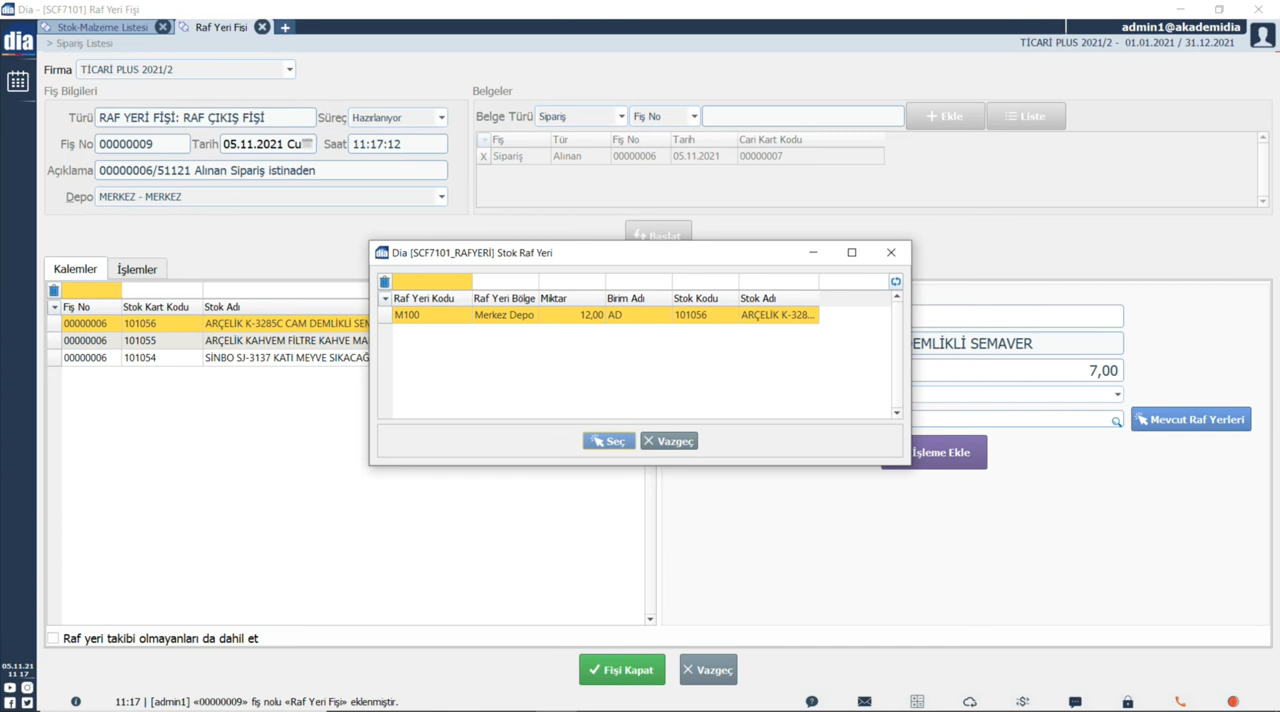 Dia - [SCF7101] Raf Yeri Fişi
dia
Stok-Malzeme Listesi
Raf Yeri Fişi
admin1@akademidia
> Sipariş Listesi
TİCARİ PLUS 2021/2 - 01.01.2021 / 31.12.2021
Firma TİCARİ PLUS 2021/2
Fiş Bilgileri
Türü RAF YERİ FİŞİ: RAF ÇIKIŞ FİŞİ Süreç Hazırlanıyor
Fiş No 00000009 Tarih 05.11.2021 Cu Saat 11:17:12
Açıklama 00000006/51121 Alınan Sipariş istinaden
Depo MERKEZ - MERKEZ
Belgeler
Belge Türü Sipariş Fiş No Ekle Liste
Fiş Tür Fiş No Tarih Cari Kart Kodu
X Sipariş Alınan 00000006 05.11.2021 00000007
Başlat
Kalemler İşlemler
Fiş No Stok Kart Kodu Stok Adı
00000006 101056 ARÇELİK K-3285C CAM DEMLİKLİ SEM
00000006 101055 ARÇELİK KAHVEM FİLTRE KAHVE MA
00000006 101054 SİNBO SJ-3137 KATI MEYVE SIKACAĞ
Dia [SCF7101_RAFYERİ] Stok Raf Yeri
Raf Yeri Kodu Raf Yeri Bölge Miktar Birim Adı Stok Kodu Stok Adı
M100 Merkez Depo 12,00 AD 101056 ARÇELİK K-328...
Seç Vazgeç
EMLİKLİ SEMAVER
7,00
Mevcut Raf Yerleri
İşleme Ekle
Raf yeri takibi olmayanları da dahil et
Fişi Kapat Vazgeç
05.11.21
11 17
11:17 | [admin1] «00000009» fiş nolu «Raf Yeri Fişi» eklenmiştir.